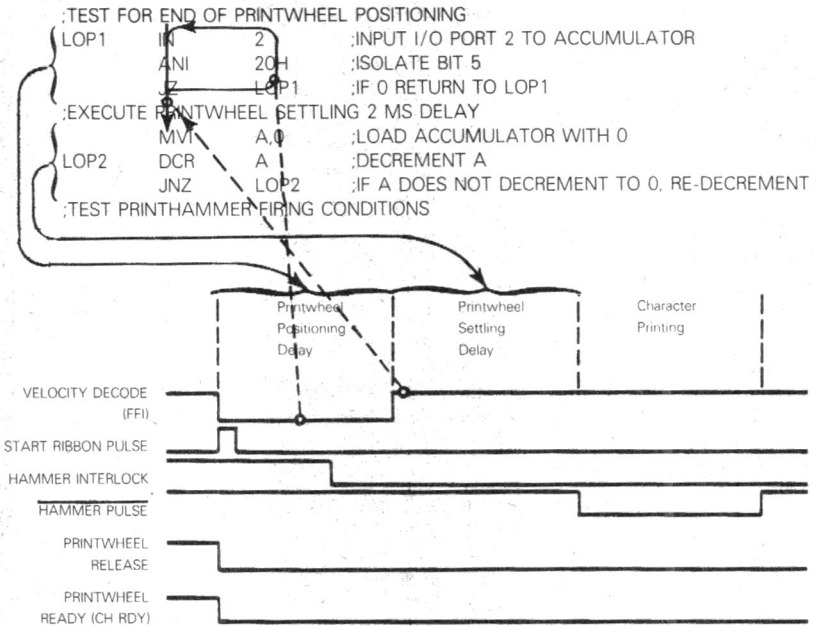 ;TEST FOR END OF PRINTWHEEL POSITIONING
LOP1 IN 2 ;INPUT I/O PORT 2 TO ACCUMULATOR
ANI 20H ;ISOLATE BIT 5
JZ LOP1 ;IF 0 RETURN TO LOP1
;EXECUTE PRINTWHEEL SETTLING 2 MS DELAY
MVI A,0 ;LOAD ACCUMULATOR WITH 0
LOP2 DCR A ;DECREMENT A
JNZ LOP2 ;IF A DOES NOT DECREMENT TO 0, RE-DECREMENT
;TEST PRINTHAMMER FIRING CONDITIONS
Printwheel Positioning Delay
Printwheel Settling Delay
Character Printing
VELOCITY DECODE
(FFI)
START RIBBON PULSE
HAMMER INTERLOCK
HAMMER PULSE
PRINTWHEEL
RELEASE
PRINTWHEEL
READY (CH RDY)